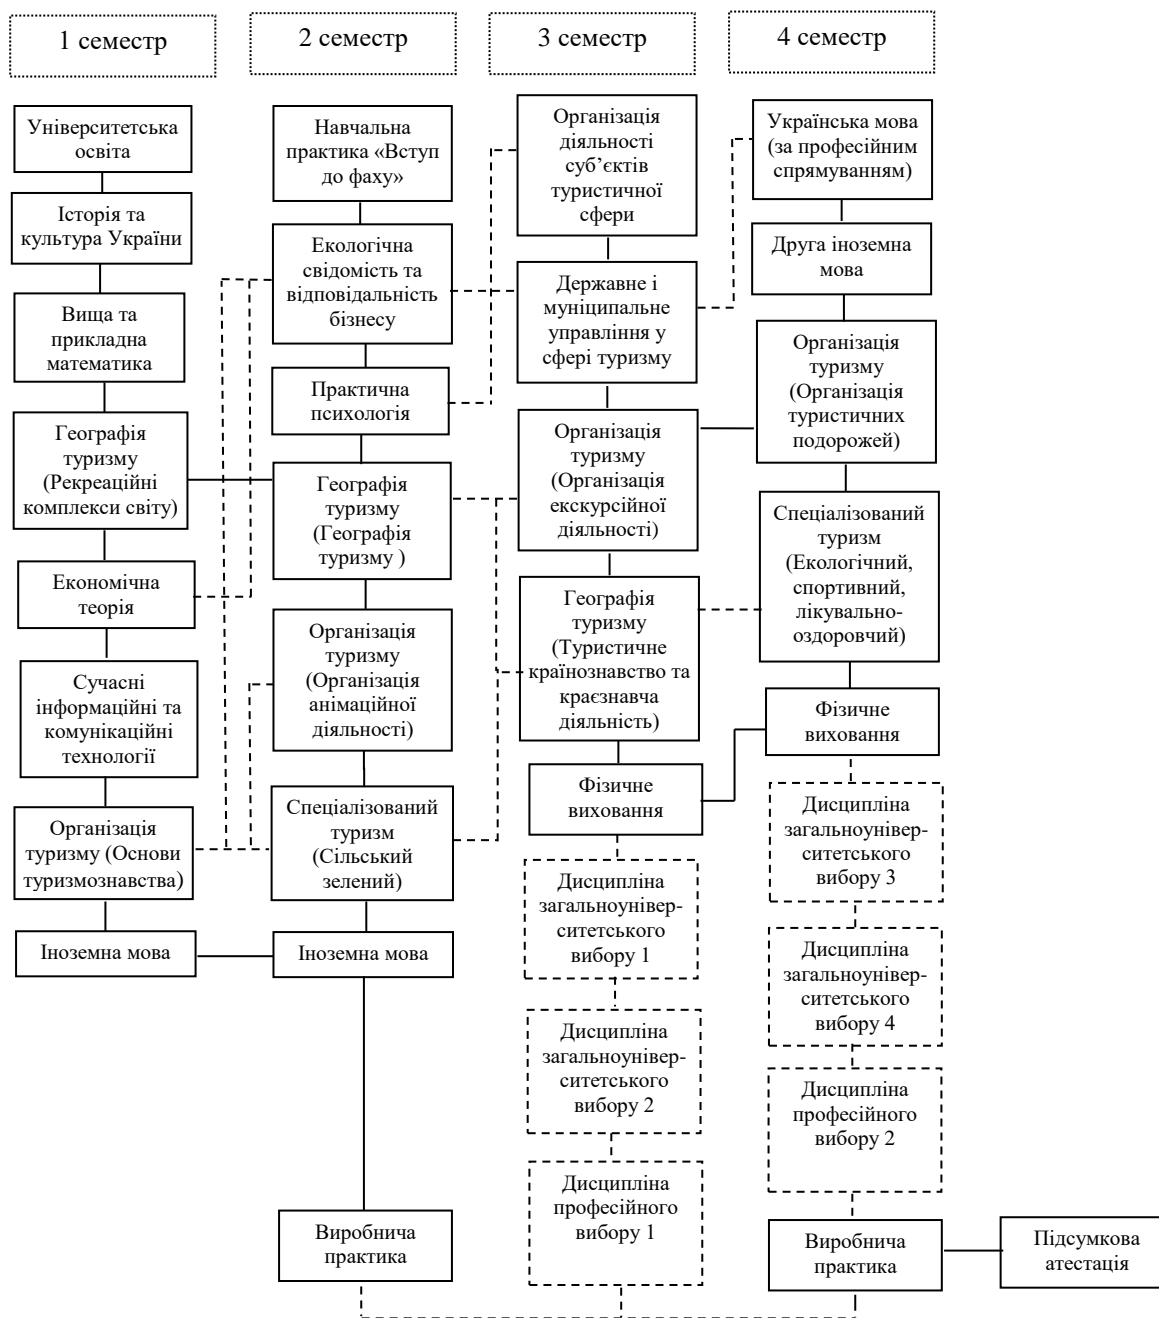 1 семестр
2 семестр
3 семестр
4 семестр
Університетська
освіта
Історія та
культура України
Вища та
прикладна
математика
Географія
туризму
(Рекреаційні
комплекси світу)
Економічна
теорія
Сучасні
інформаційні та
комунікаційні
технології
Організація
туризму (Основи
туризмознавства)
Іноземна мова
Навчальна
практика «Вступ
до фаху»
Екологічна
свідомість та
відповідальність
бізнесу
Практична
психологія
Географія
туризму
(Географія
туризму )
Організація
туризму
(Організація
анімаційної
діяльності)
Спеціалізований
туризм
(Сільський
зелений)
Іноземна мова
Виробнича
практика
Організація
діяльності
суб’єктів
туристичної
сфери
Державне і
муніципальне
управління у
сфері туризму
Організація
туризму
(Організація
екскурсійної
діяльності)
Географія
туризму
(Туристичне
країнознавство та
краєзнавча
діяльність)
Фізичне
виховання
Дисципліна
загальноунівер-
ситетського
вибору 1
Дисципліна
загальноунівер-
ситетського
вибору 2
Дисципліна
професійного
вибору 1
Українська мова
(за професійним
спрямуванням)
Друга іноземна
мова
Організація
туризму
(Організація
туристичних
подорожей)
Спеціалізований
туризм
(Екологічний,
спортивний,
лікувально-
оздоровчий)
Фізичне
виховання
Дисципліна
загальноунівер-
ситетського
вибору 3
Дисципліна
загальноунівер-
ситетського
вибору 4
Дисципліна
професійного
вибору 2
Виробнича
практика
Підсумкова
атестація